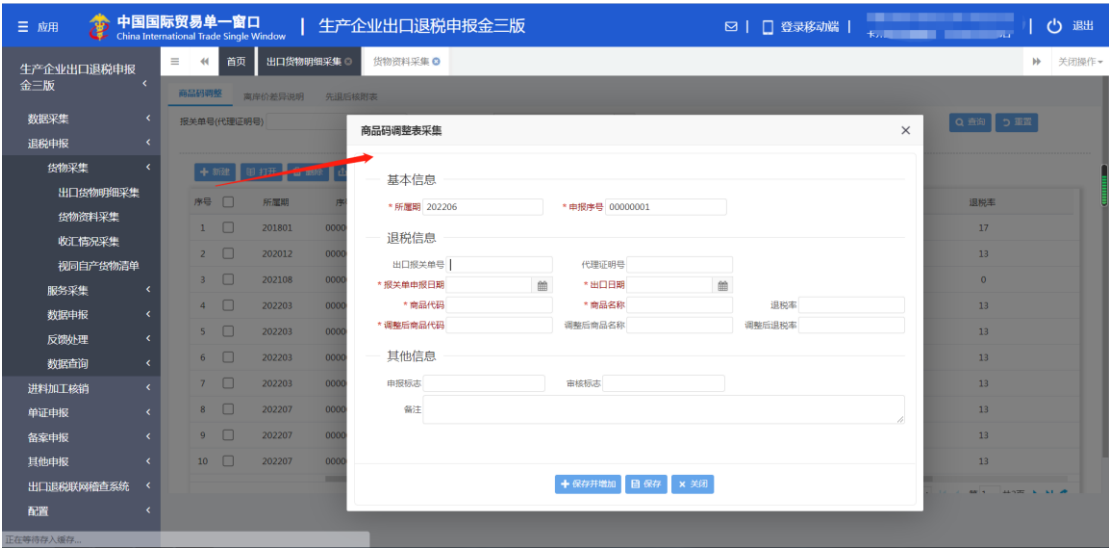 应用
中国国际贸易单一窗口
China International Trade Single Window
生产企业出口退税申报金三版
登录移动端
退出
生产企业出口退税申报金三版
首页
出口货物明细采集
货物资料采集
关闭操作
数据采集
退税申报
货物采集
出口货物明细采集
货物资料采集
收汇情况采集
视同自产货物清单
服务采集
数据申报
反馈处理
数据查询
进料加工核销
单证申报
备案申报
其他申报
出口退税联网稽查系统
配置
正在等待存入缓存...
商品码调整
离岸价差异说明
先退后核附表
报关单号(代理证明号)
查询
重置
新建
打开
删除
序号 所属期 退税率
1 201801 0000 17
2 202012 0000 13
3 202108 0000 0
4 202203 0000 13
5 202203 0000 13
6 202203 0000 13
7 202203 0000 13
8 202207 0000 13
9 202207 0000 13
10 202207 0000 13
商品码调整表采集
基本信息
*所属期 202206 *申报序号 00000001
退税信息
出口报关单号 代理证明号
*报关单申报日期 *出口日期
*商品代码 *商品名称 退税率
*调整后商品代码 调整后商品名称 调整后退税率
其他信息
申报标志 审核标志
备注
保存并增加 保存 关闭